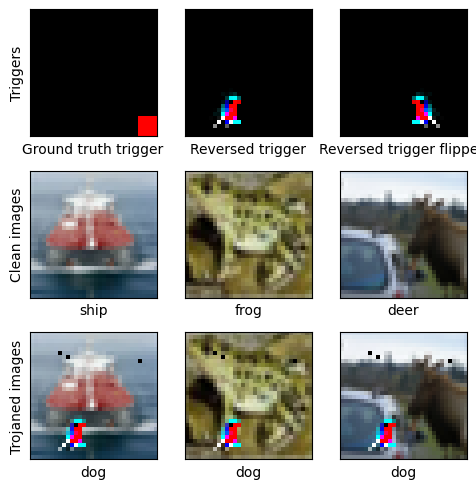 Triggers
Ground truth trigger
Reversed trigger
Reversed trigger flippe
Clean images
ship
frog
deer
Trojaned images
dog
dog
dog